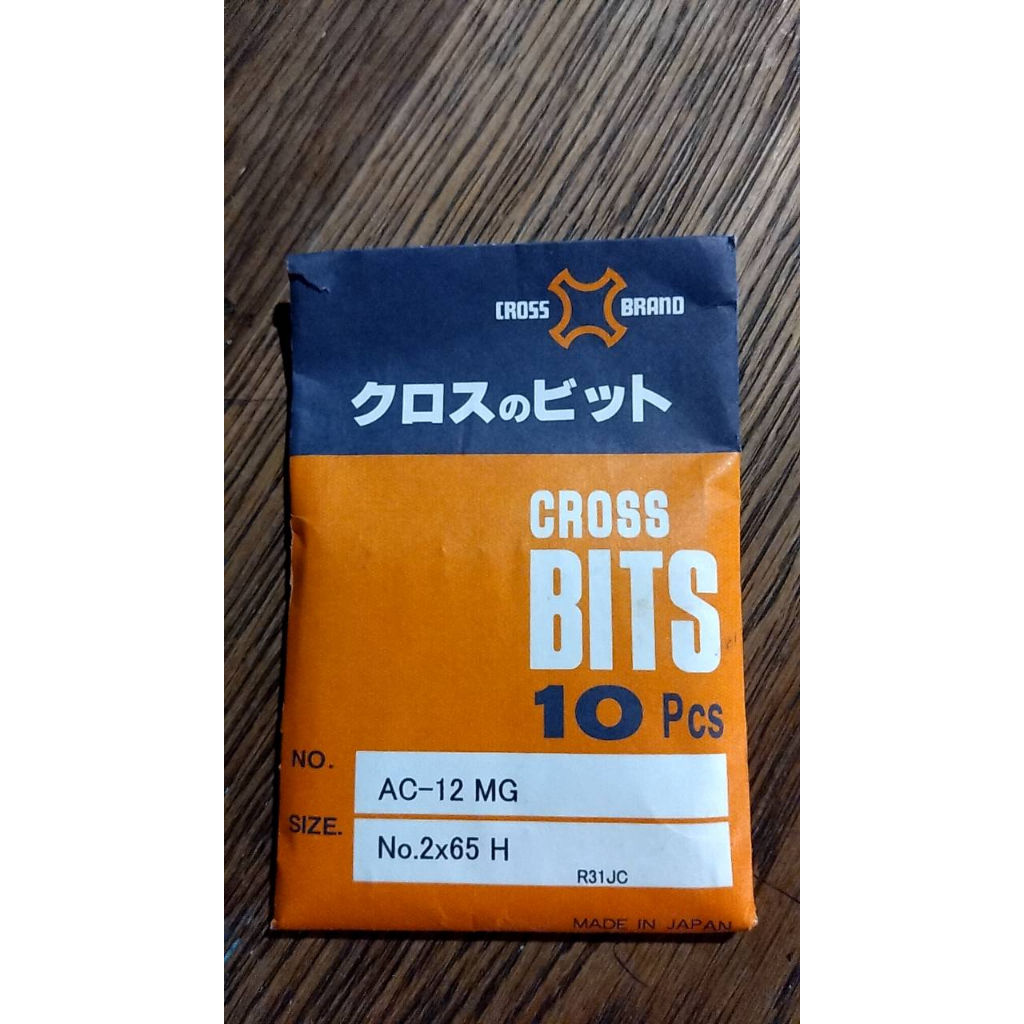 CROSS BRAND
クロスのビット
CROSS
BITS
10 Pcs
NO.
AC-12 MG
SIZE.
No.2x65 H
R31JC
MADE IN JAPAN